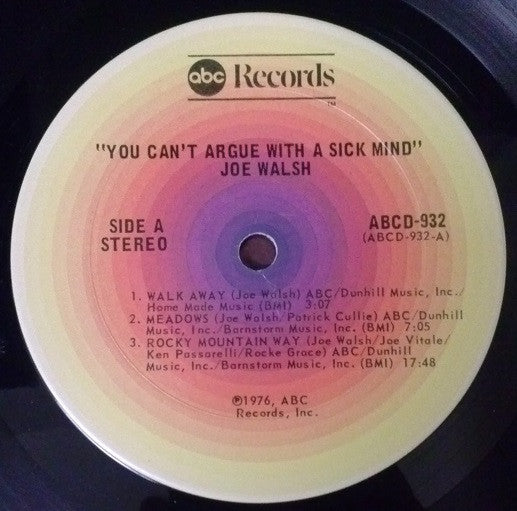 abc Records
TM
"YOU CAN'T ARGUE WITH A SICK MIND"
JOE WALSH
SIDE A
STEREO
ABCD-932
(ABCD-932-A)
1. WALK AWAY (Joe Walsh) ABC/Dunhill Music, Inc./
Home Made Music (BMI) 3:07
2. MEADOWS (Joe Walsh/Patrick Cullie) ABC/Dunhill
Music, Inc./Barnstorm Music, Inc. (BMI) 7:05
3. ROCKY MOUNTAIN WAY (Joe Walsh/Joe Vitale/
Ken Passarelli/Rocke Grace) ABC/Dunhill
Music, Inc./Barnstorm Music, Inc. (BMI) 17:48
℗1976, ABC
Records, Inc.